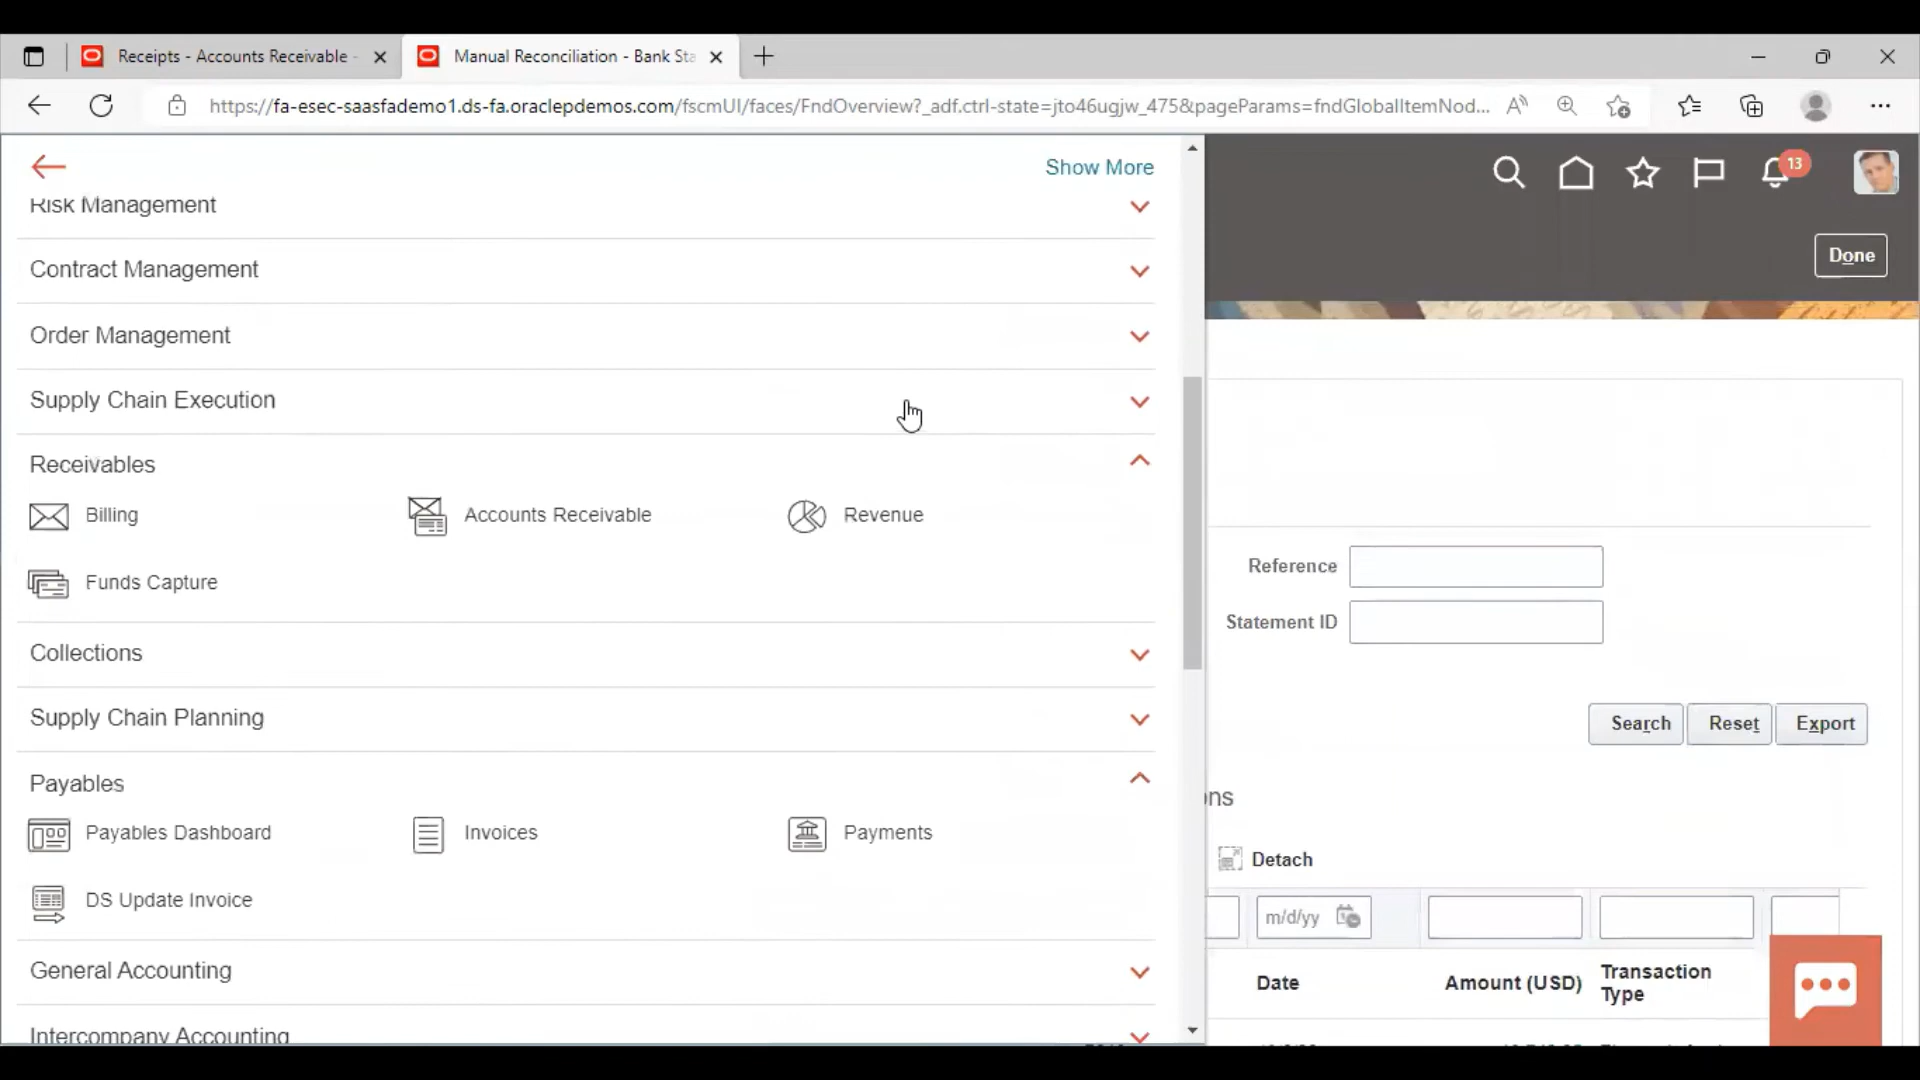 Receipts - Accounts Receivable -
Manual Reconciliation - Bank Sta
https://fa-esec-saasfademo1.ds-fa.oraclepdemos.com/fscmUI/faces/FndOverview?_adf.ctrl-state=jto46ugjw_475&pageParams=fndGlobalItemNod...
Show More
13
Risk Management
Contract Management
Done
Order Management
Supply Chain Execution
Receivables
Billing
Accounts Receivable
Revenue
Funds Capture
Reference
Statement ID
Collections
Supply Chain Planning
Search
Reset
Export
Payables
ons
Payables Dashboard
Invoices
Payments
Detach
DS Update Invoice
m/d/yy
General Accounting
Date
Amount (USD)
Transaction
Type
Intercompany Accounting